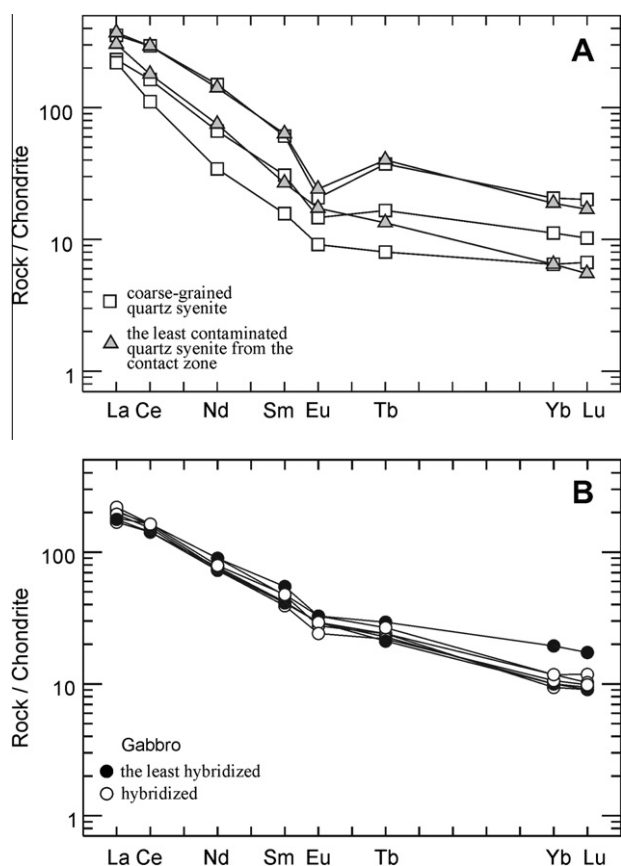 A
100
10
1
Rock / Chondrite
coarse-grained
quartz syenite
the least contaminated
quartz syenite from the
contact zone
La Ce Nd Sm Eu Tb Yb Lu
B
100
10
1
Rock / Chondrite
Gabbro
the least hybridized
hybridized
La Ce Nd Sm Eu Tb Yb Lu